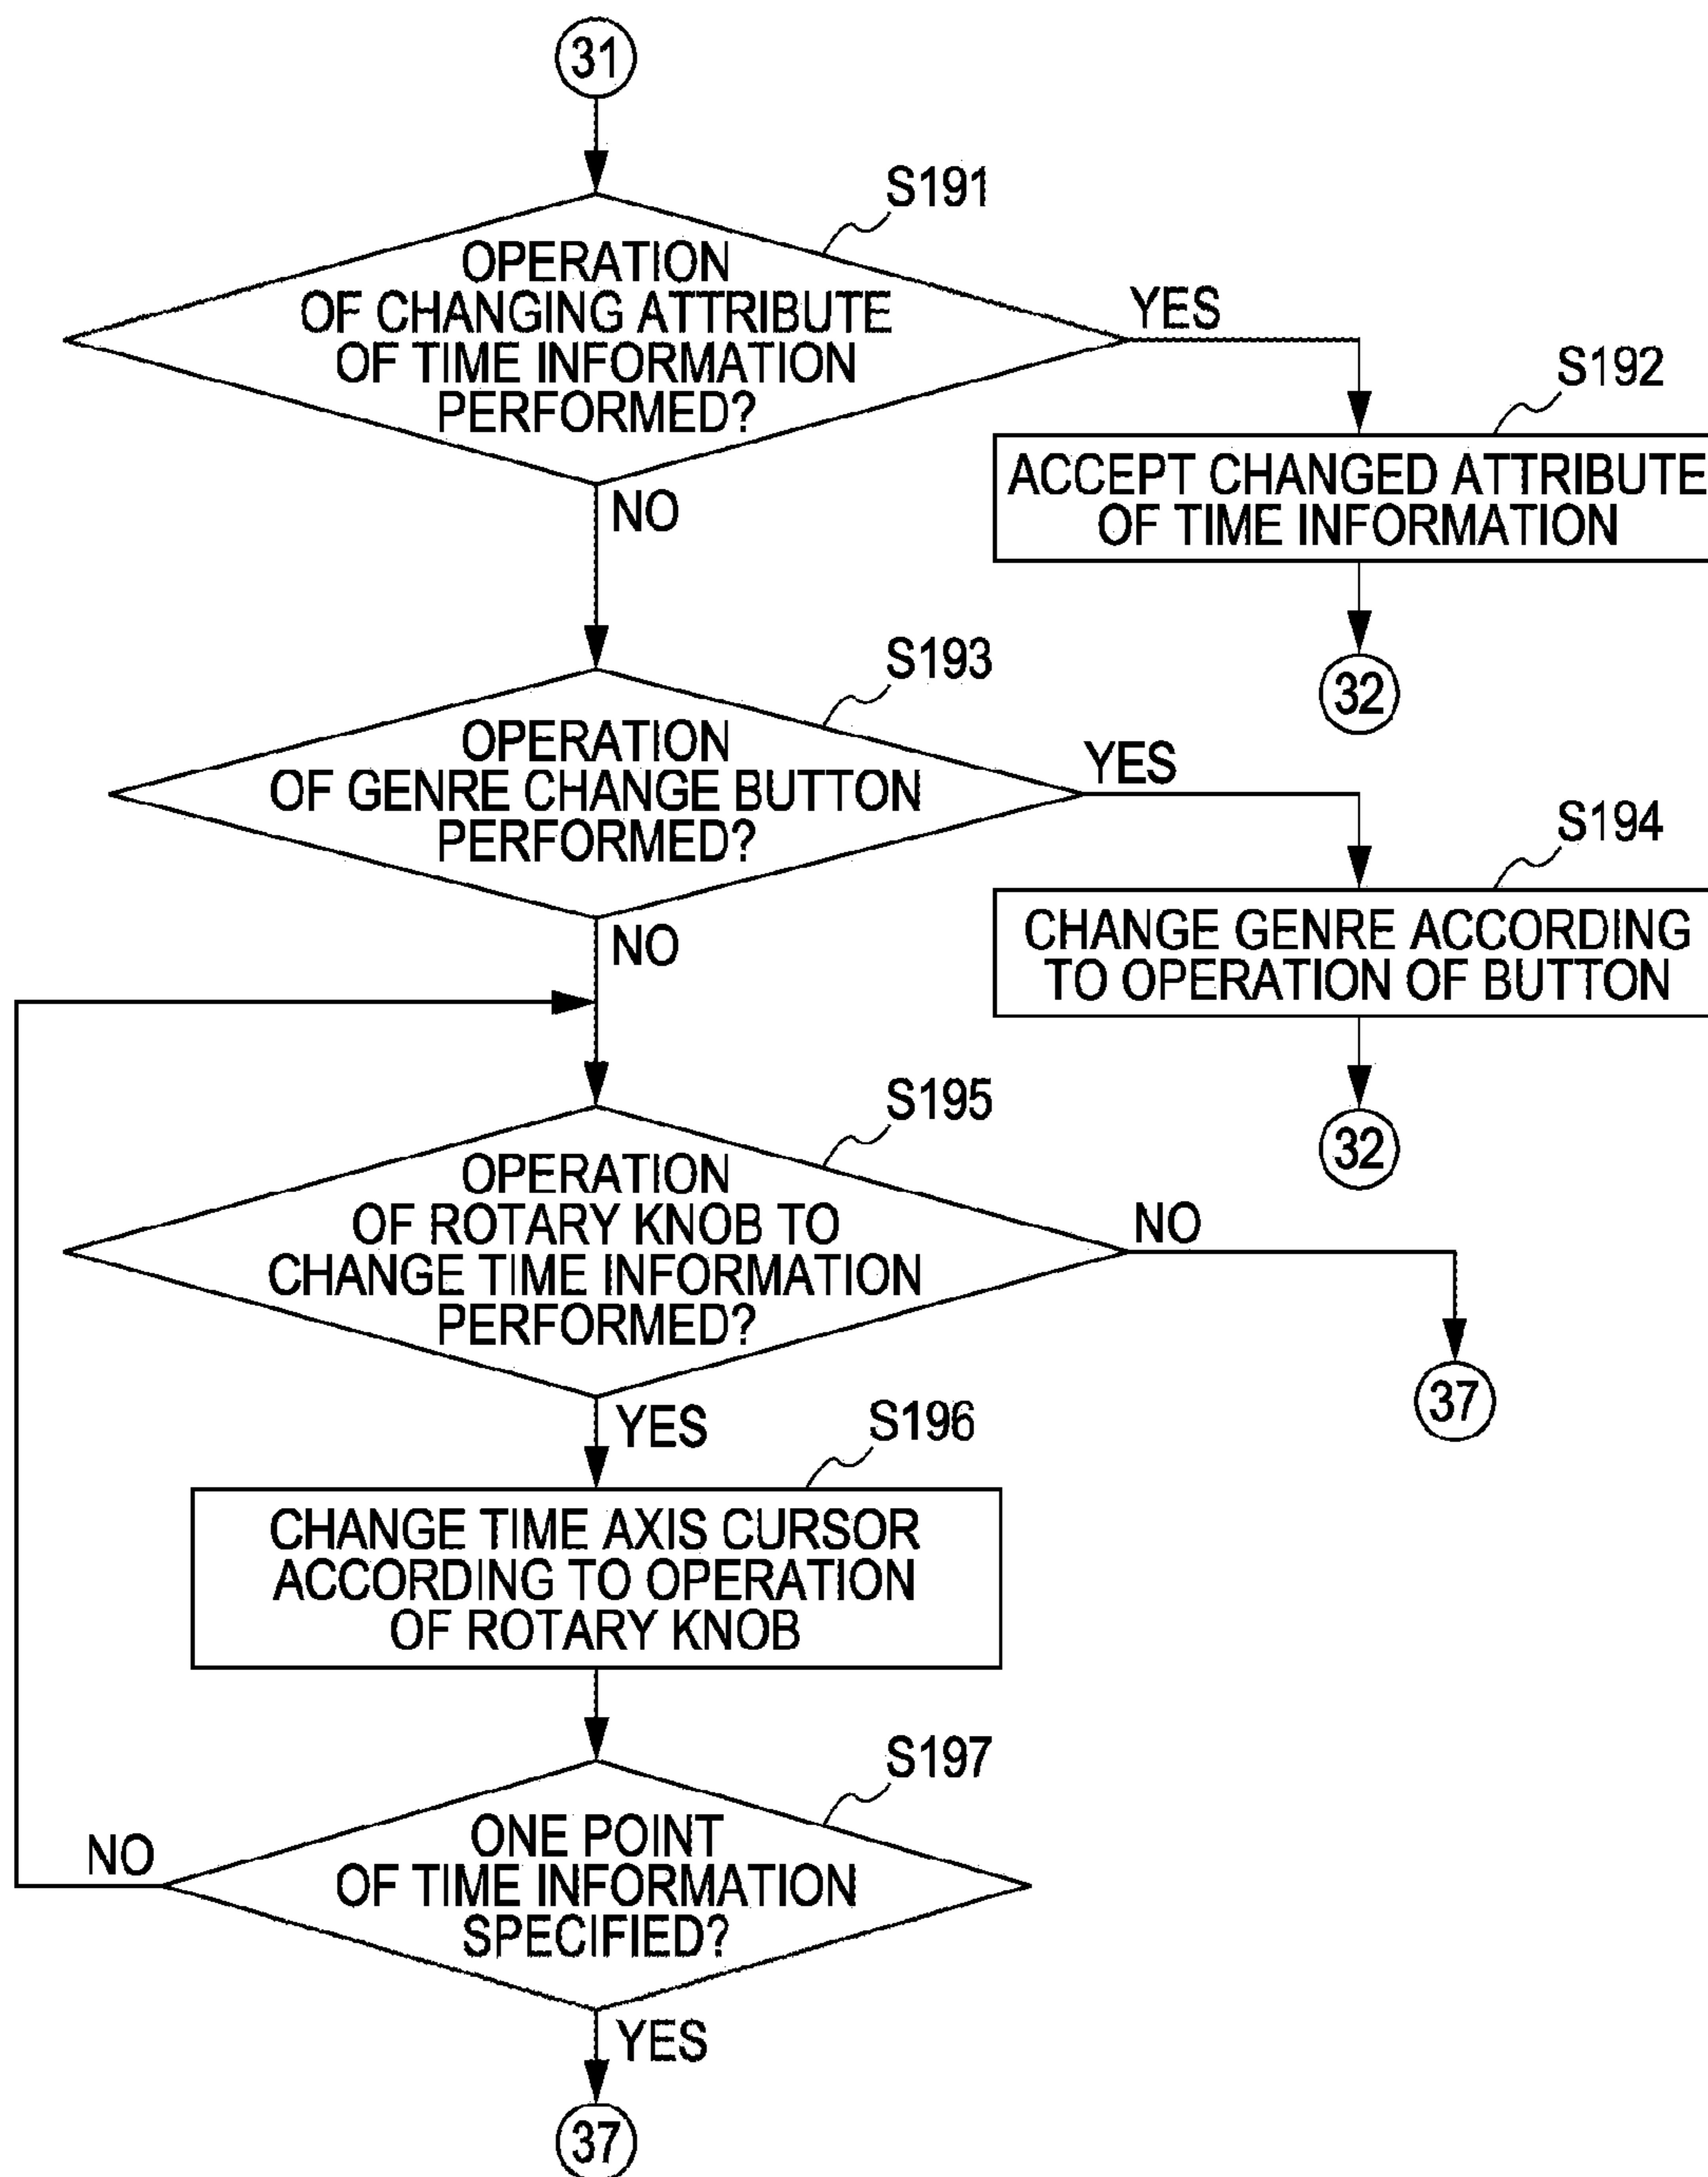 31
S191
OPERATION
OF CHANGING ATTRIBUTE
OF TIME INFORMATION
PERFORMED?
YES
S192
ACCEPT CHANGED ATTRIBUTE
OF TIME INFORMATION
32
NO
S193
OPERATION
OF GENRE CHANGE BUTTON
PERFORMED?
YES
S194
CHANGE GENRE ACCORDING
TO OPERATION OF BUTTON
32
NO
S195
OPERATION
OF ROTARY KNOB TO
CHANGE TIME INFORMATION
PERFORMED?
NO
37
YES
S196
CHANGE TIME AXIS CURSOR
ACCORDING TO OPERATION
OF ROTARY KNOB
S197
ONE POINT
OF TIME INFORMATION
SPECIFIED?
NO
YES
37